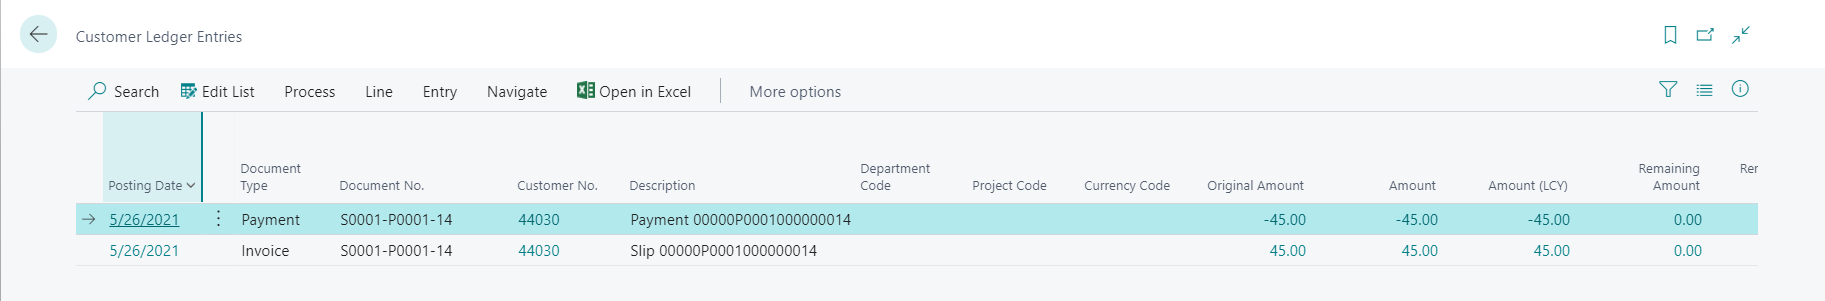 Customer Ledger Entries
Search Edit List Process Line Entry Navigate Open in Excel More options
Posting Date Document Type Document No. Customer No. Description Department Code Project Code Currency Code Original Amount Amount Amount (LCY) Remaining Amount Rer
5/26/2021 Payment S0001-P0001-14 44030 Payment 00000P0001000000014 -45.00 -45.00 -45.00 0.00
5/26/2021 Invoice S0001-P0001-14 44030 Slip 00000P0001000000014 45.00 45.00 45.00 0.00